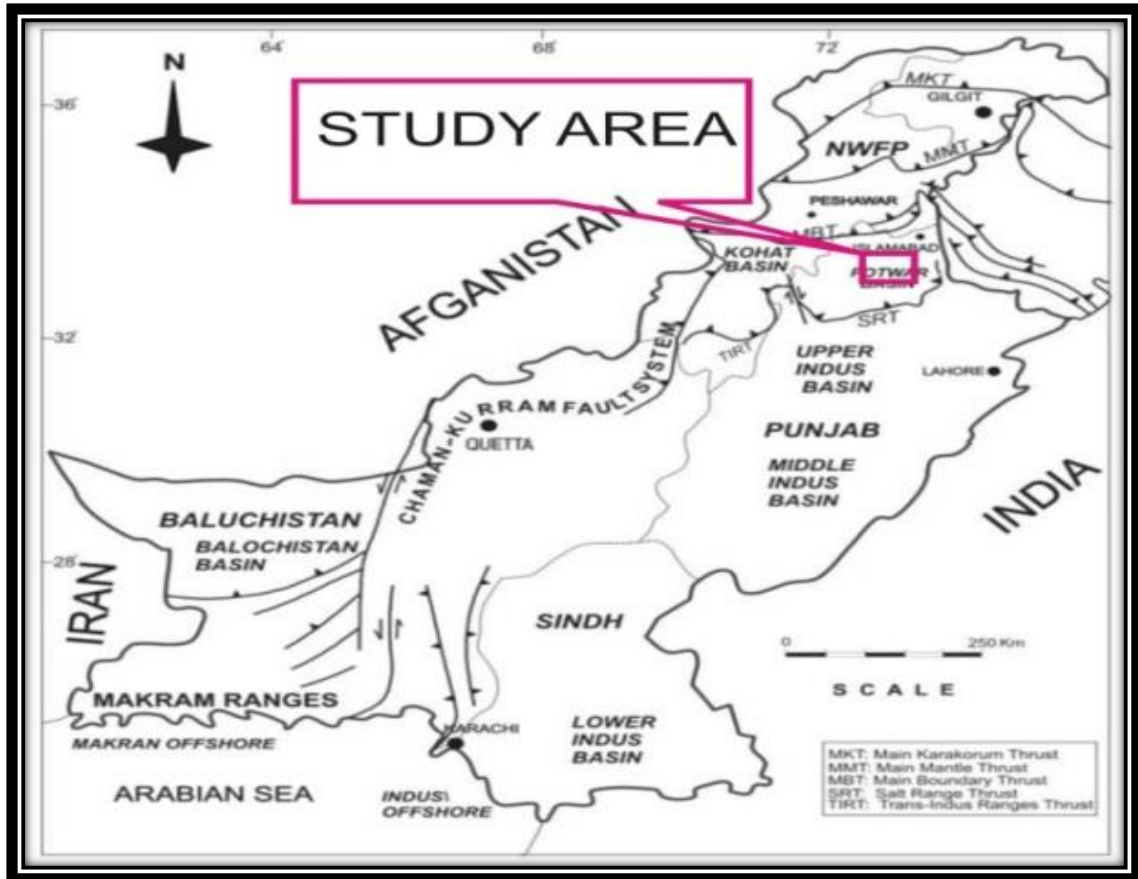 64°
68°
72°
N
36°
STUDY AREA
MKT
GILGIT
NWFP
MMT
PESHAWAR
MBT
ISLAMABAD
KOHAT
BASIN
POTWAR
BASIN
AFGANISTAN
32°
SRT
TIRT
UPPER
INDUS
BASIN
LAHORE
CHAMAN-KURRAM FAULT SYSTEM
QUETTA
PUNJAB
MIDDLE
INDUS
BASIN
INDIA
BALUCHISTAN
BALOCHISTAN
BASIN
28°
IRAN
SINDH
0 250 Km
SCALE
MAKRAM RANGES
MAKRAN OFFSHORE
KARACHI
LOWER
INDUS
BASIN
ARABIAN SEA
INDUS\
OFFSHORE
MKT: Main Karakorum Thrust
MMT: Main Mantle Thrust
MBT: Main Boundary Thrust
SRT: Salt Range Thrust
TIRT: Trans-Indus Ranges Thrust